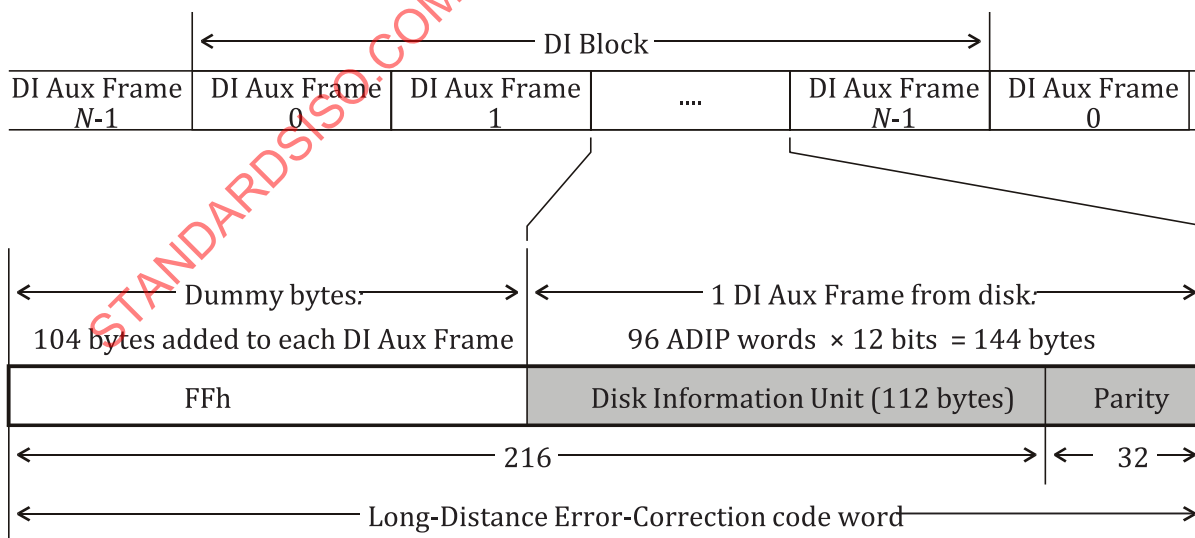 DI Block
DI Aux Frame N-1
DI Aux Frame 0
DI Aux Frame 1
....
DI Aux Frame N-1
DI Aux Frame 0
STANDARDSISO.COM
Dummy bytes:
104 bytes added to each DI Aux Frame
1 DI Aux Frame from disk:
96 ADIP words × 12 bits = 144 bytes
FFh
Disk Information Unit (112 bytes)
Parity
216
32
Long-Distance Error-Correction code word